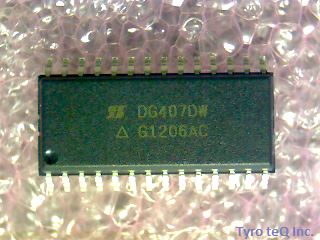 DG407DW
△ G1206AC
Tyro teQ Inc.